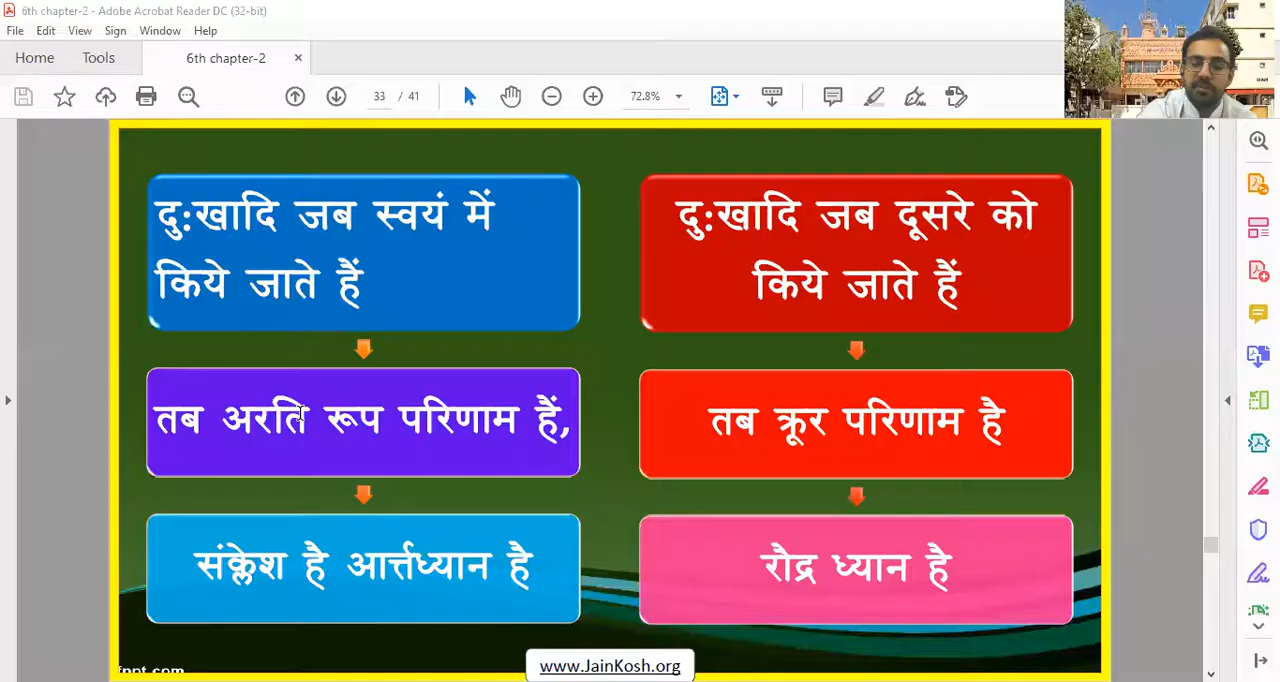 6th chapter-2 - Adobe Acrobat Reader DC (32-bit)
File Edit View Sign Window Help
Home Tools 6th chapter-2 ×
33 / 41 72.8%
दु:खादि जब स्वयं में
किये जाते हैं
तब अरति रूप परिणाम हैं,
संक्लेश है आर्त्तध्यान है
दु:खादि जब दूसरे को
किये जाते हैं
तब क्रूर परिणाम है
रौद्र ध्यान है
www.JainKosh.org